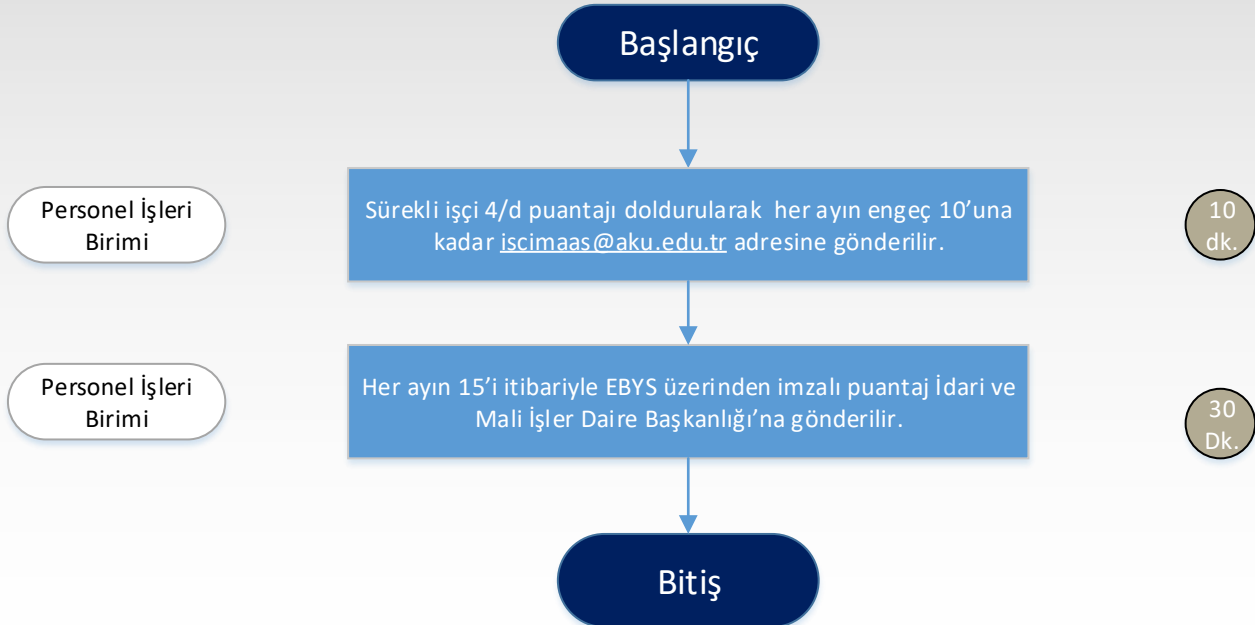 Başlangıç
Personel İşleri
Birimi
Sürekli işçi 4/d puantajı doldurularak her ayın engeç 10’una
kadar iscimaas@aku.edu.tr adresine gönderilir.
10
dk.
Personel İşleri
Birimi
Her ayın 15’i itibariyle EBYS üzerinden imzalı puantaj İdari ve
Mali İşler Daire Başkanlığı’na gönderilir.
30
Dk.
Bitiş